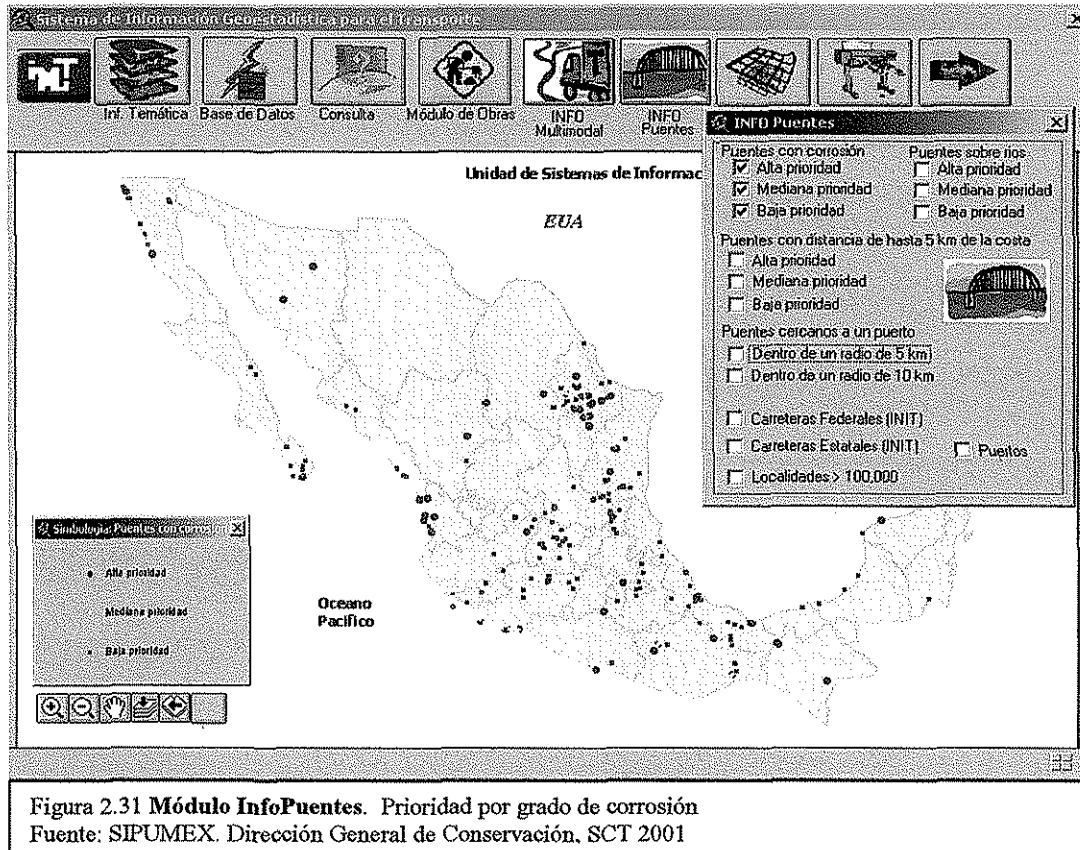 Sistema de Información Geoestadística para el Transporte
Inf. Temática
Base de Datos
Consulta
Módulo de Obras
INFO
Multimodal
INFO
Puentes
INFO Puentes
Puentes con corrosión
Alta prioridad
Mediana prioridad
Baja prioridad
Puentes sobre rios
Alta prioridad
Mediana prioridad
Baja prioridad
Puentes con distancia de hasta 5 km de la costa
Alta prioridad
Mediana prioridad
Baja prioridad
Puentes cercanos a un puerto
Dentro de un radio de 5 km
Dentro de un radio de 10 km
Carreteras Federales (INIT)
Carreteras Estatales (INIT)
Puertos
Localidades > 100,000
Unidad de Sistemas de Informac
EUA
Oceano
Pacifico
Simbologia: Puentes con corrosion
Alta prioridad
Mediana prioridad
Baja prioridad
Figura 2.31 Módulo InfoPuentes. Prioridad por grado de corrosión
Fuente: SIPUMEX. Dirección General de Conservación, SCT 2001